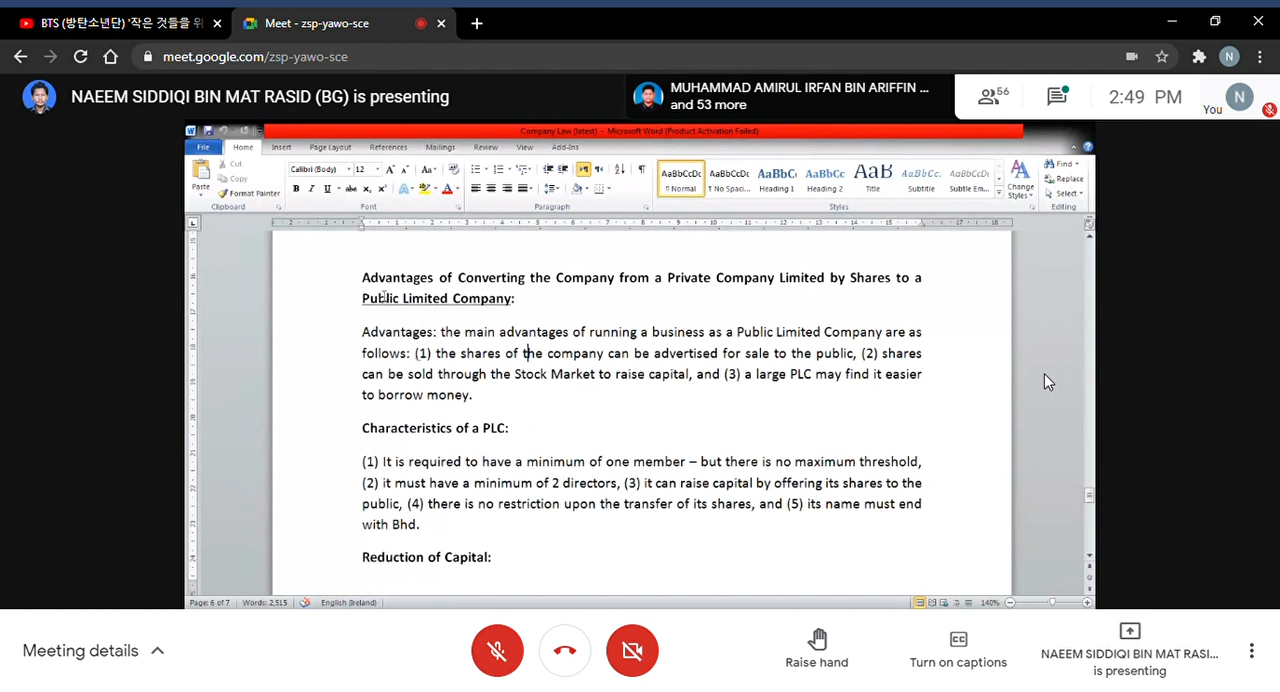 BTS (방탄소년단) '작은 것들을 위
Meet - zsp-yawo-sce
meet.google.com/zsp-yawo-sce
N
NAEEM SIDDIQI BIN MAT RASID (BG) is presenting
MUHAMMAD AMIRUL IRFAN BIN ARIFFIN ...
and 53 more
56
2:49 PM
You
N
Company Law (latest) - Microsoft Word (Product Activation Failed)
File Home Insert Page Layout References Mailings Review View Add-Ins
Paste
Cut
Copy
Format Painter
Clipboard
Calibri (Body) 12
Font
Paragraph
AaBbCcDc AaBbCcDc AaBbC AaBbCc AaB AaBbCc. AaBbCcDc
¶ Normal ¶ No Spaci... Heading 1 Heading 2 Title Subtitle Subtle Em...
Styles
Change
Styles
Find
Replace
Select
Editing
Advantages of Converting the Company from a Private Company Limited by Shares to a
Public Limited Company:
Advantages: the main advantages of running a business as a Public Limited Company are as
follows: (1) the shares of the company can be advertised for sale to the public, (2) shares
can be sold through the Stock Market to raise capital, and (3) a large PLC may find it easier
to borrow money.
Characteristics of a PLC:
(1) It is required to have a minimum of one member – but there is no maximum threshold,
(2) it must have a minimum of 2 directors, (3) it can raise capital by offering its shares to the
public, (4) there is no restriction upon the transfer of its shares, and (5) its name must end
with Bhd.
Reduction of Capital:
Page: 6 of 7 Words: 2,515 English (Ireland) 140%
Meeting details
Raise hand
Turn on captions
NAEEM SIDDIQI BIN MAT RASI...
is presenting